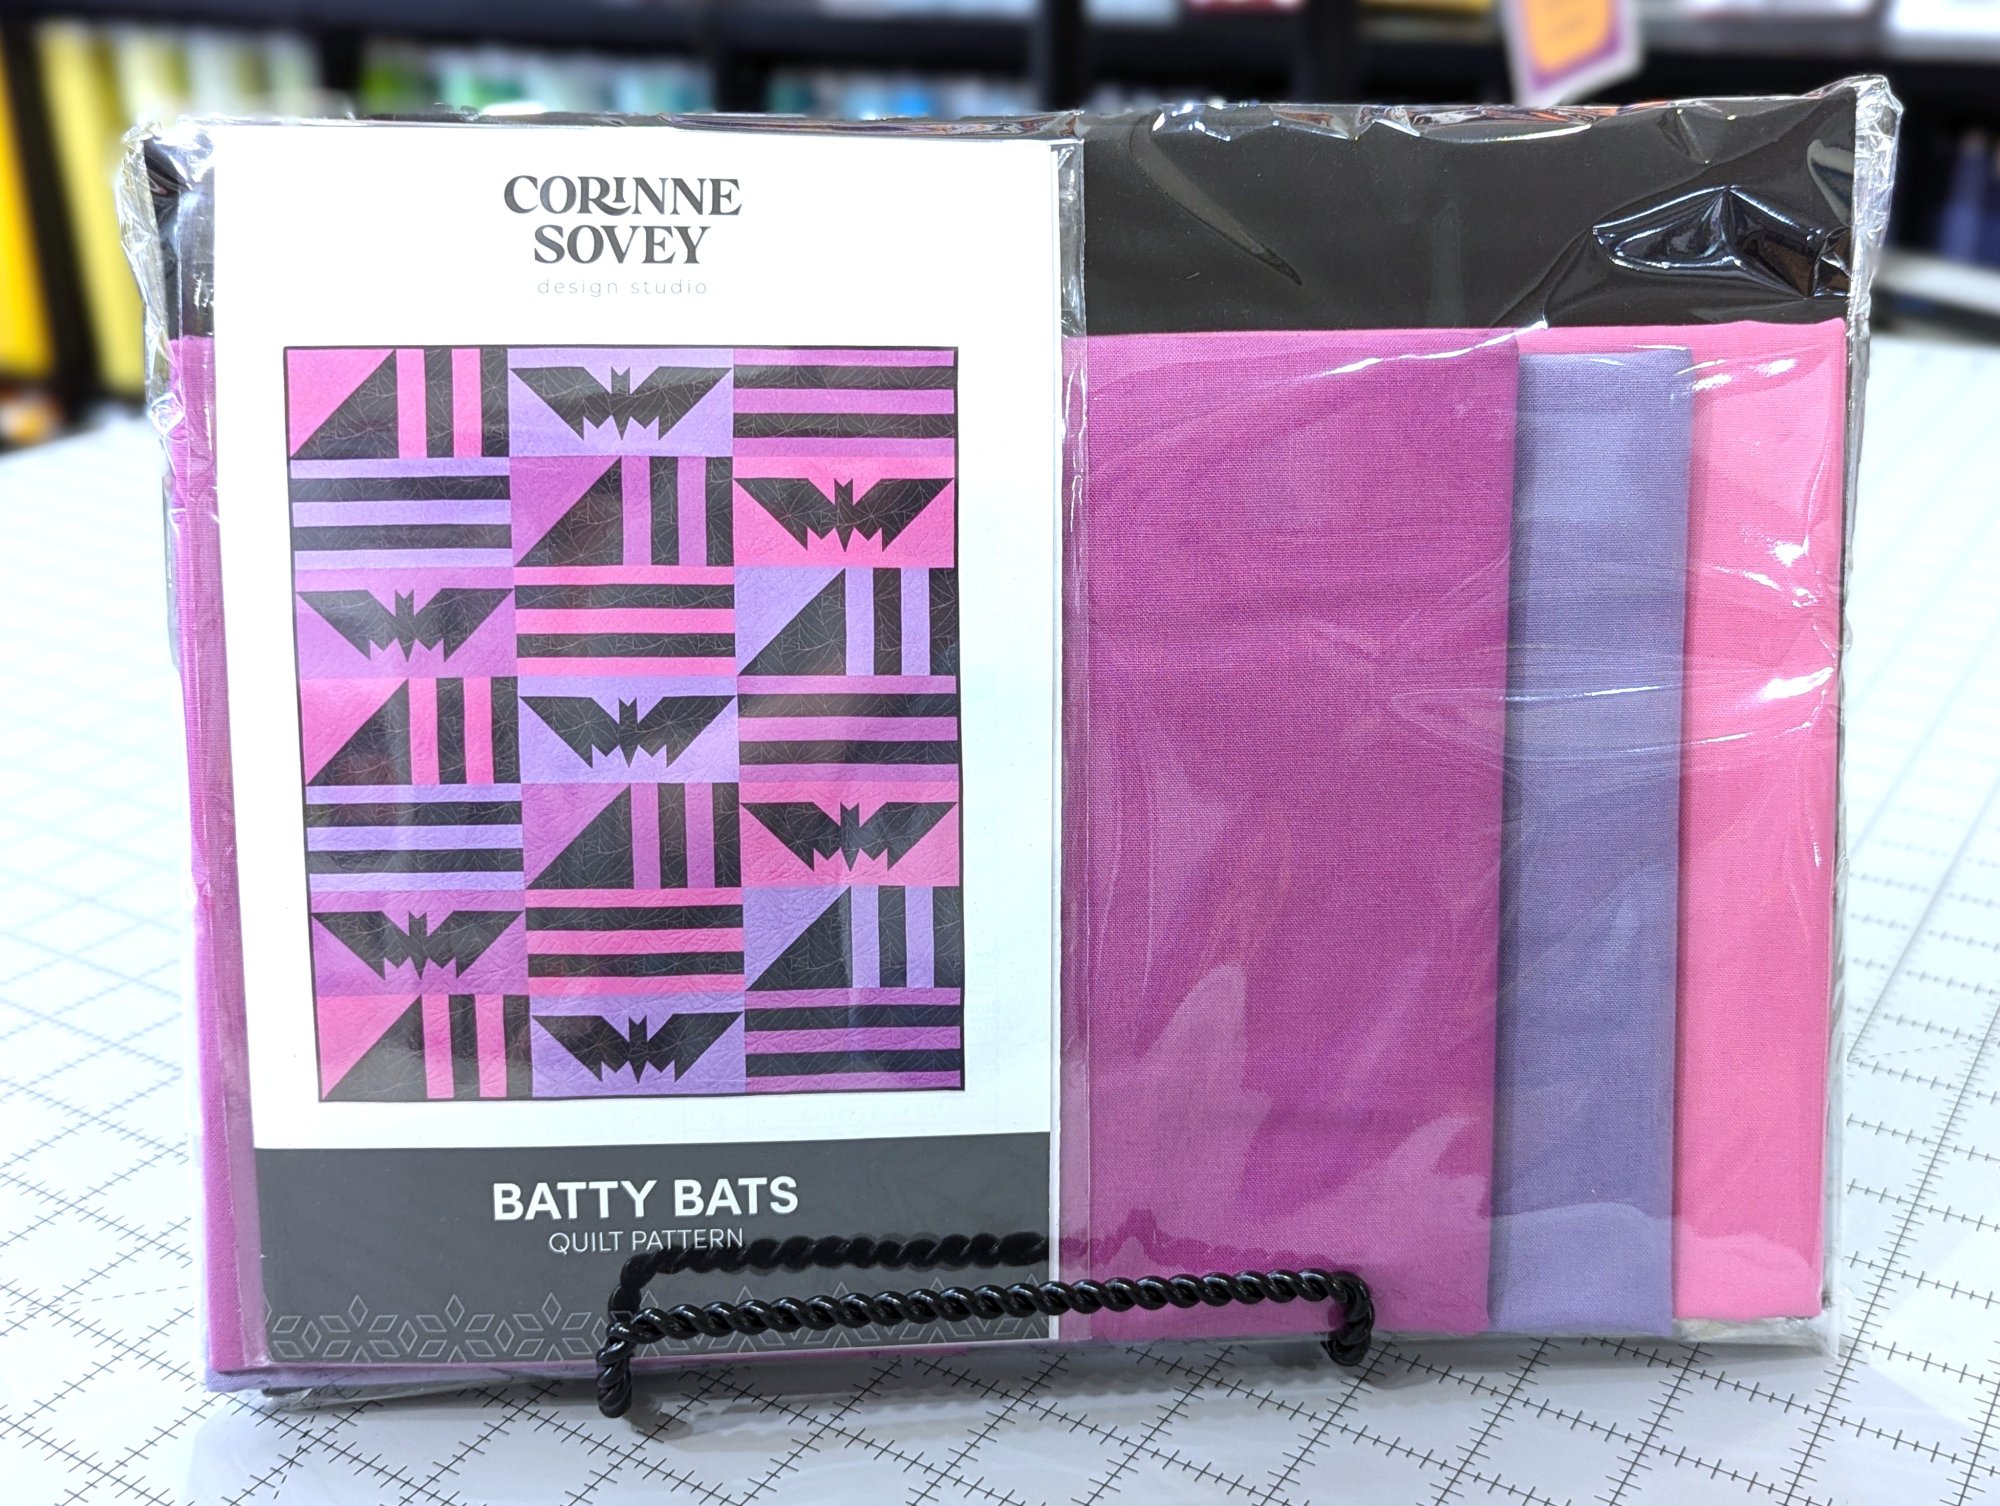 CORINNE
SOVEY
design studio
BATTY BATS
QUILT PATTERN